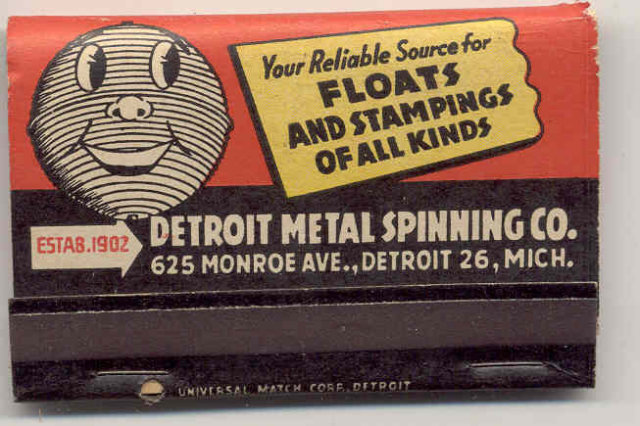 Your Reliable Source for
FLOATS
AND STAMPINGS
OF ALL KINDS
ESTAB.1902
DETROIT METAL SPINNING CO.
625 MONROE AVE., DETROIT 26, MICH.
UNIVERSAL MATCH CORP. DETROIT